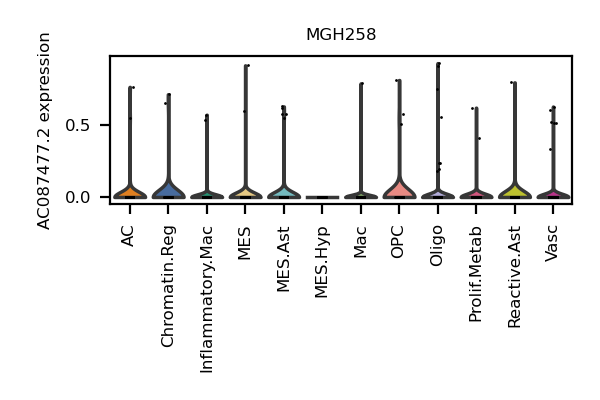 MGH258
AC087477.2 expression
0.5
0.0
AC
Chromatin.Reg
Inflammatory.Mac
MES
MES.Ast
MES.Hyp
Mac
OPC
Oligo
Prolif.Metab
Reactive.Ast
Vasc